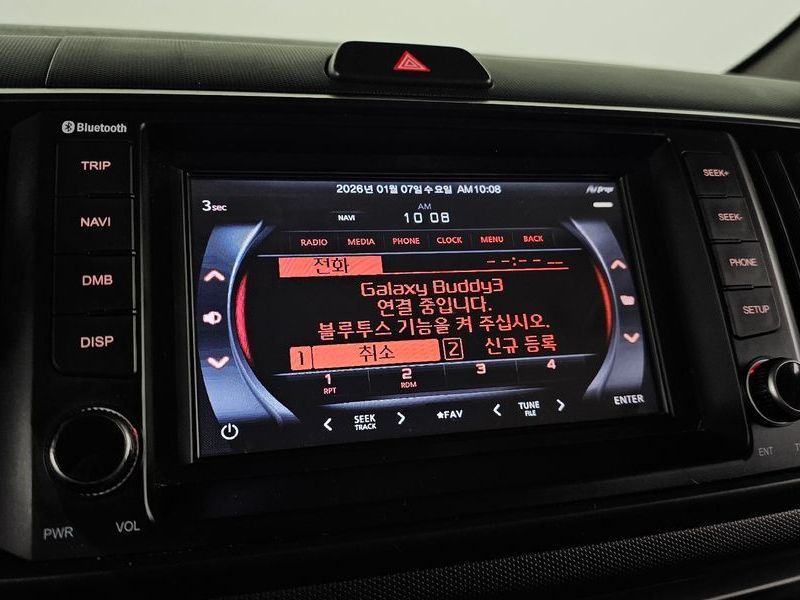 Bluetooth
TRIP
NAVI
DMB
DISP
PWR
VOL
2026년 01월 07일 수요일 AM 10:08
3sec
NAVI
AM
10 08
RADIO MEDIA PHONE CLOCK MENU BACK
전화
--:-- --
Galaxy Buddy3
연결 중입니다.
블루투스 기능을 켜 주십시오.
1 취소 2 신규 등록
1 2 3 4
RPT RDM
SEEK
TRACK
★FAV
TUNE
FILE
ENTER
SEEK+
SEEK-
PHONE
SETUP
ENT